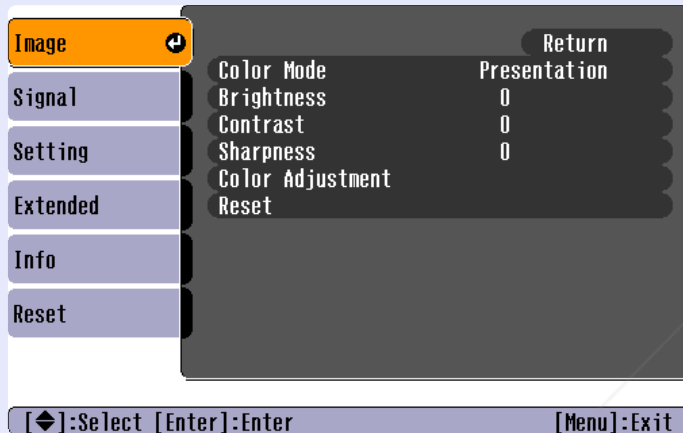 Image
Signal
Setting
Extended
Info
Reset
Return
Color Mode Presentation
Brightness 0
Contrast 0
Sharpness 0
Color Adjustment
Reset
[◆]:Select [Enter]:Enter [Menu]:Exit